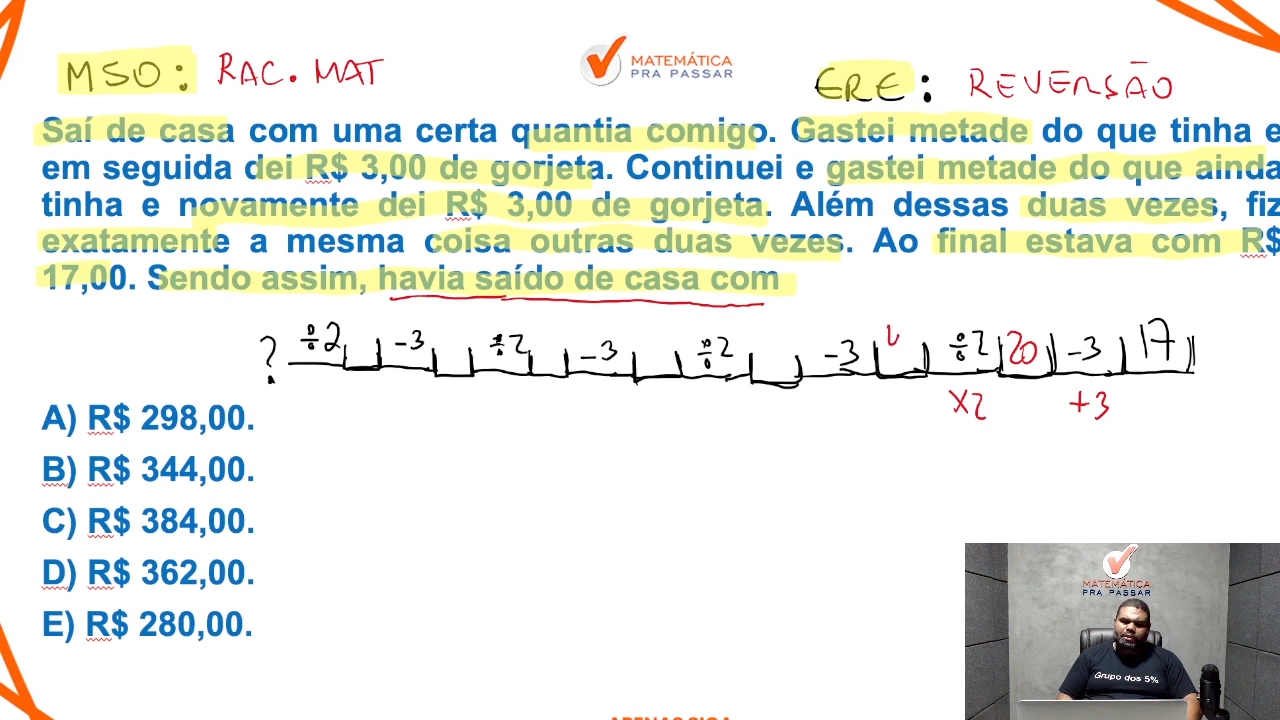 MSO: RAC. MAT
MATEMÁTICA
PRA PASSAR
ERE: REVERSÃO
Saí de casa com uma certa quantia comigo. Gastei metade do que tinha e
em seguida dei R$ 3,00 de gorjeta. Continuei e gastei metade do que ainda
tinha e novamente dei R$ 3,00 de gorjeta. Além dessas duas vezes, fiz
exatamente a mesma coisa outras duas vezes. Ao final estava com R$
17,00. Sendo assim, havia saído de casa com
? ÷2 -3 ÷2 -3 ÷2 -3 ÷2 20 -3 17
×2 +3
A) R$ 298,00.
B) R$ 344,00.
C) R$ 384,00.
D) R$ 362,00.
E) R$ 280,00.
MATEMÁTICA
PRA PASSAR
Grupo dos 5%